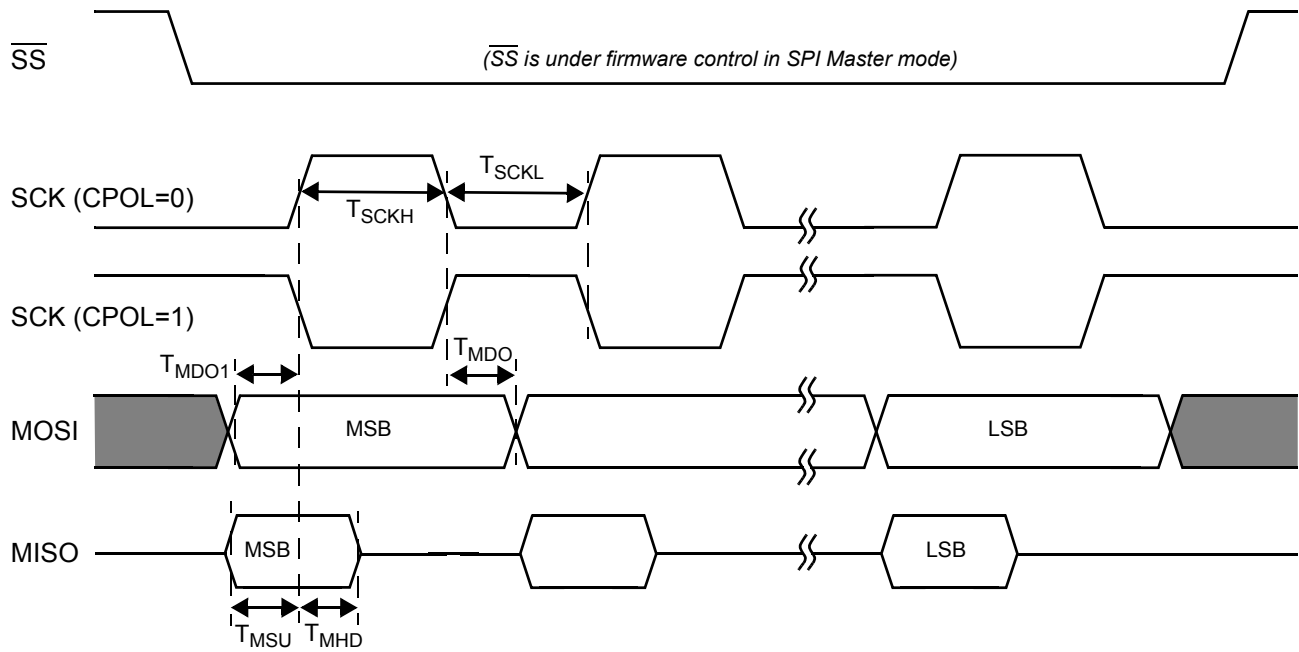 SS
(SS is under firmware control in SPI Master mode)
TSCKL
SCK (CPOL=0)
TSCKH
SCK (CPOL=1)
TMDO1
TMDO
MOSI
MSB
LSB
MISO
MSB
LSB
TMSU
TMHD